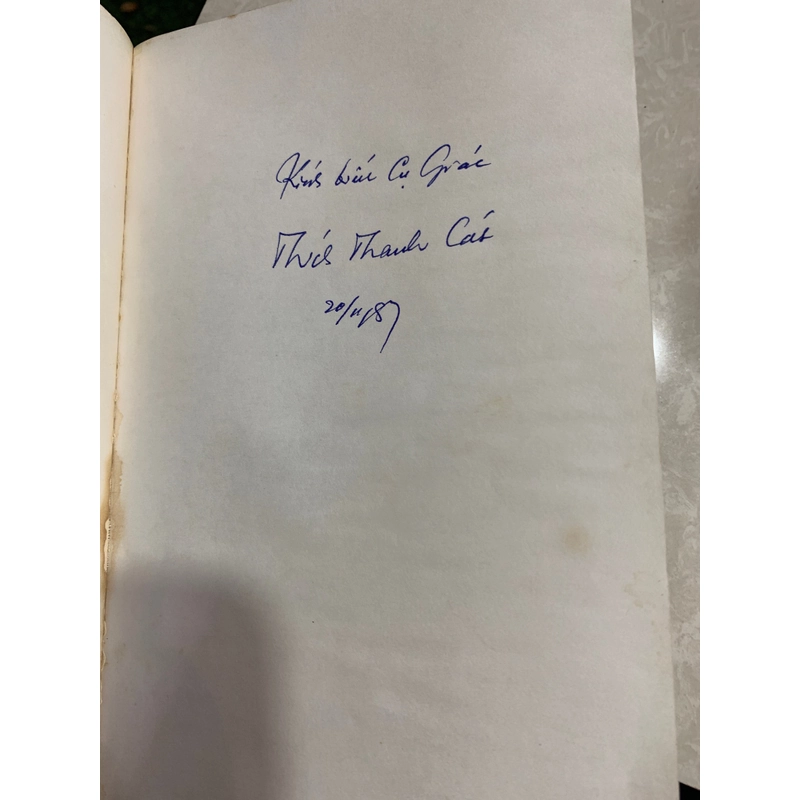 Kính biếu Cụ Giác
Thích Thanh Cát
20/11/87